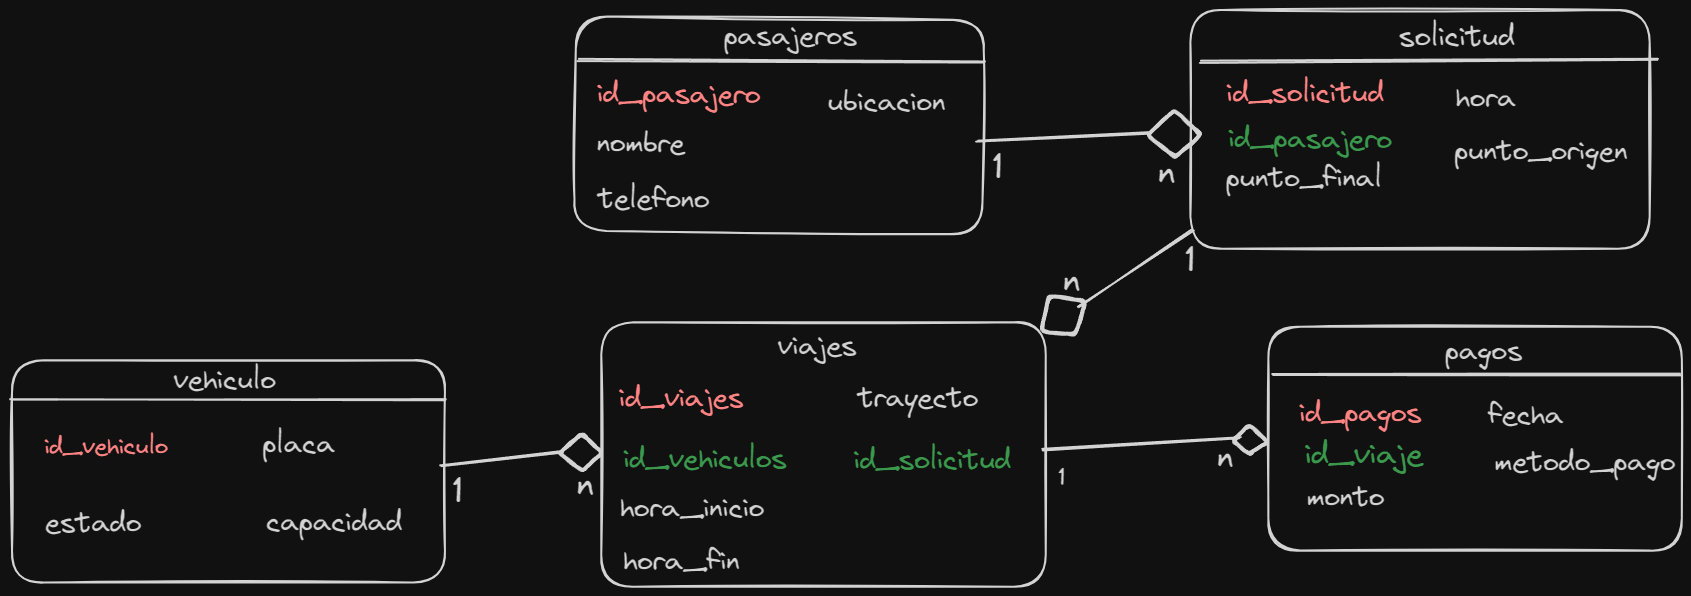 pasajeros
id_pasajero
ubicacion
nombre
telefono
1
n
solicitud
id_solicitud
hora
id_pasajero
punto_origen
punto_final
1
n
vehiculo
id_vehiculo
placa
estado
capacidad
1
n
viajes
id_viajes
trayecto
id_vehiculos
id_solicitud
hora_inicio
hora_fin
1
n
pagos
id_pagos
fecha
id_viaje
metodo_pago
monto